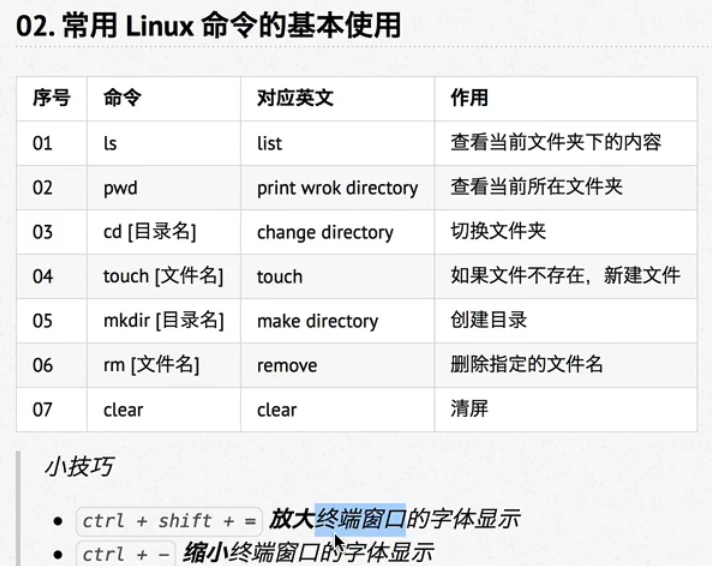 02. 常用 Linux 命令的基本使用
序号 命令 对应英文 作用
01 ls list 查看当前文件夹下的内容
02 pwd print wrok directory 查看当前所在文件夹
03 cd [目录名] change directory 切换文件夹
04 touch [文件名] touch 如果文件不存在，新建文件
05 mkdir [目录名] make directory 创建目录
06 rm [文件名] remove 删除指定的文件名
07 clear clear 清屏
小技巧
• ctrl + shift + = 放大终端窗口的字体显示
• ctrl + - 缩小终端窗口的字体显示